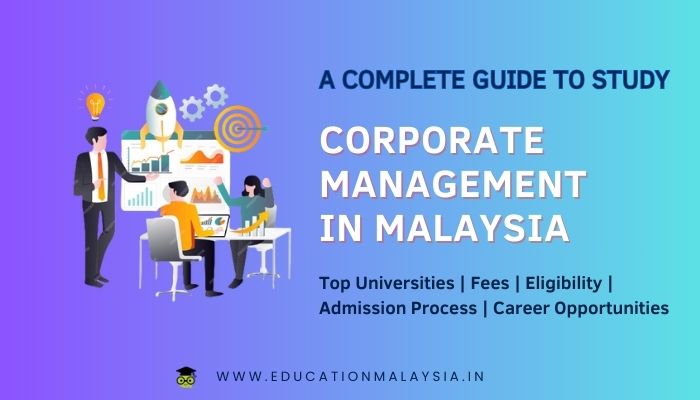 A COMPLETE GUIDE TO STUDY
CORPORATE
MANAGEMENT
IN MALAYSIA
Top Universities | Fees | Eligibility |
Admission Process | Career Opportunities
WWW.EDUCATIONMALAYSIA.IN